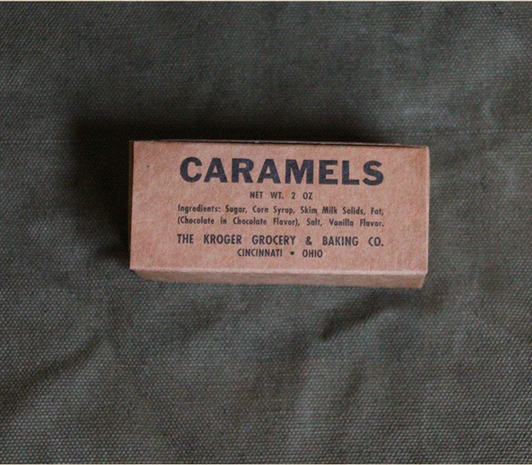 CARAMELS
NET WT. 2 OZ
Ingredients: Sugar, Corn Syrup, Skim Milk Solids, Fat,
(Chocolate in Chocolate Flavor), Salt, Vanilla Flavor.
THE KROGER GROCERY & BAKING CO.
CINCINNATI • OHIO